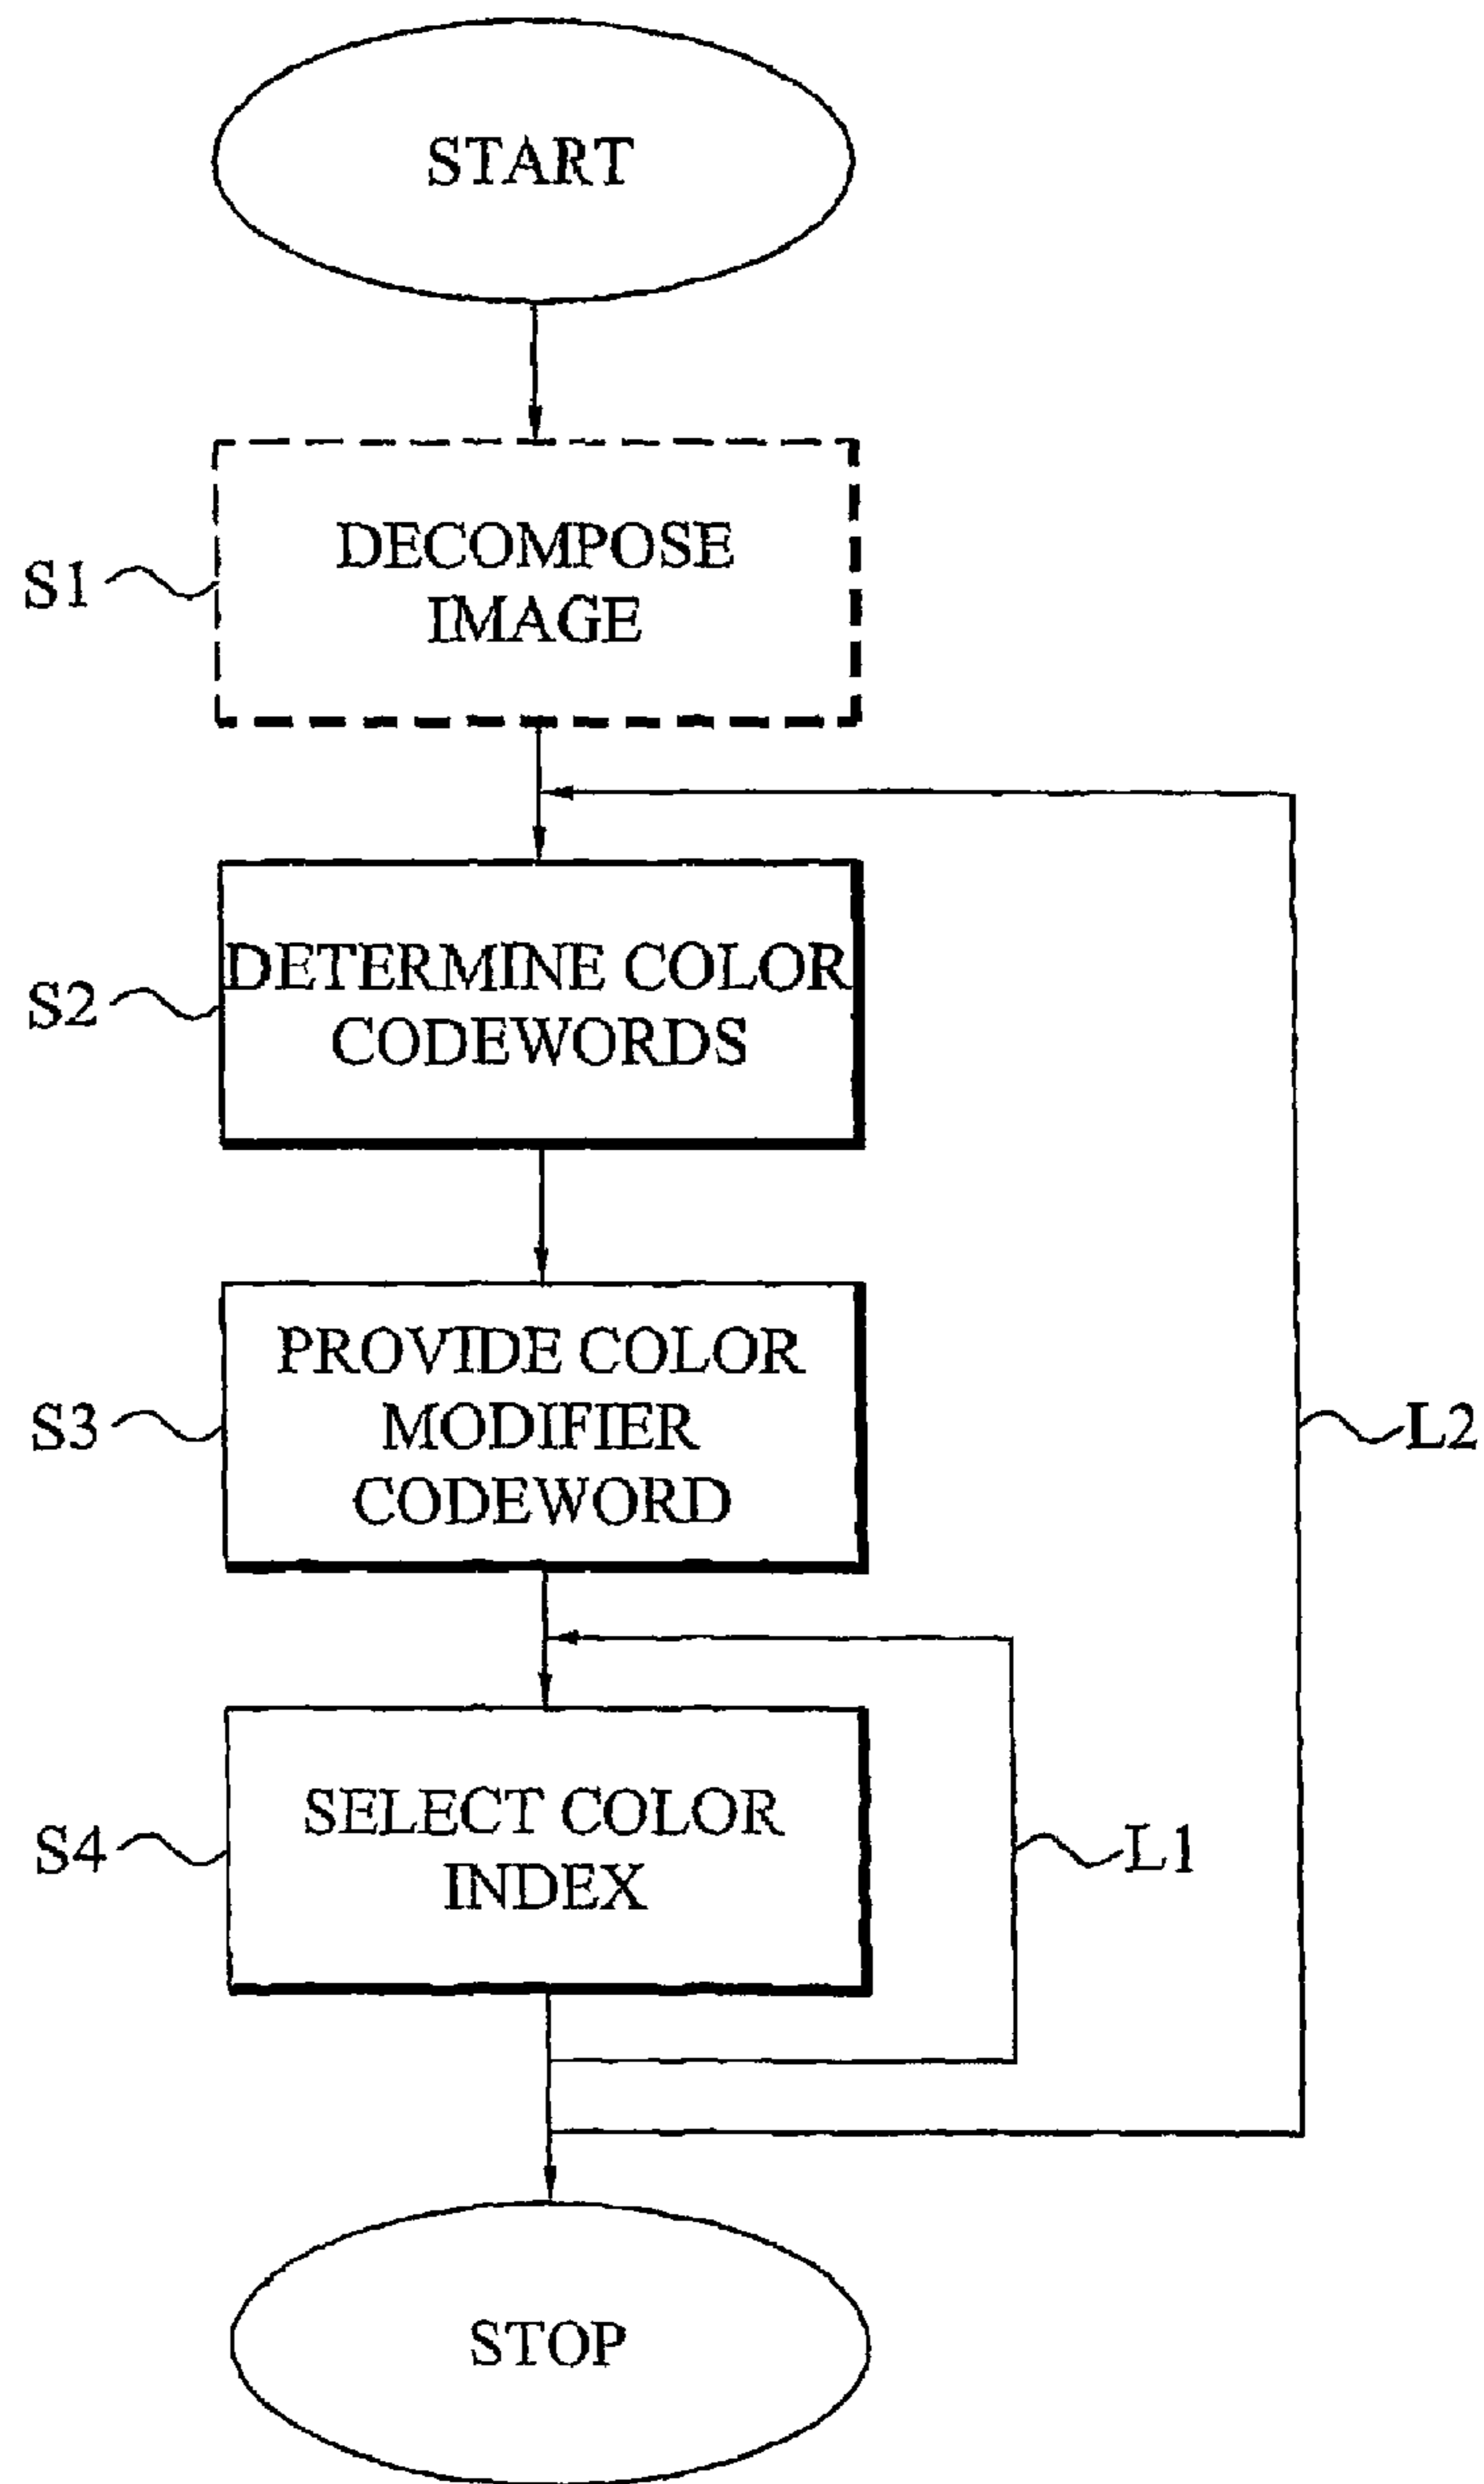 START
S1
DECOMPOSE
IMAGE
S2
DETERMINE COLOR
CODEWORDS
S3
PROVIDE COLOR
MODIFIER
CODEWORD
L2
S4
SELECT COLOR
INDEX
L1
STOP